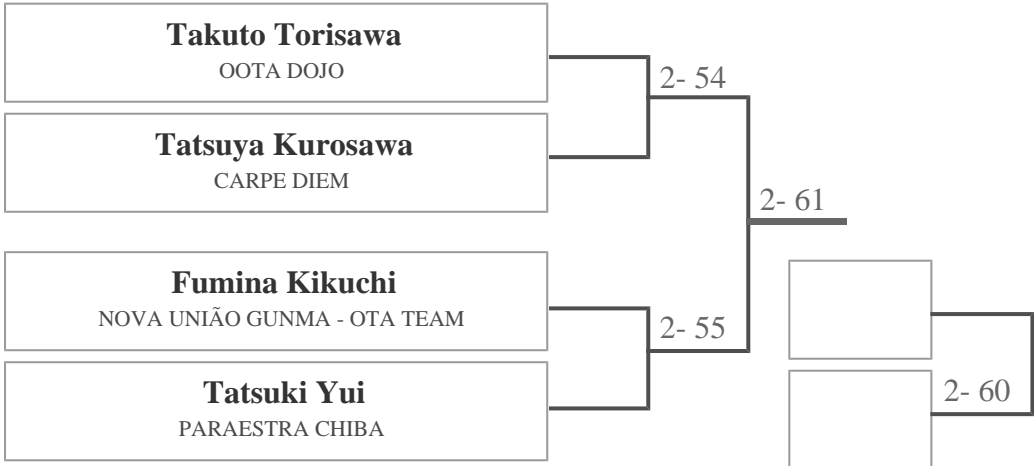 Takuto Torisawa
OOTA DOJO
2- 54
Tatsuya Kurosawa
CARPE DIEM
2- 61
Fumina Kikuchi
NOVA UNIÃO GUNMA - OTA TEAM
2- 55
Tatsuki Yui
PARAESTRA CHIBA
2- 60